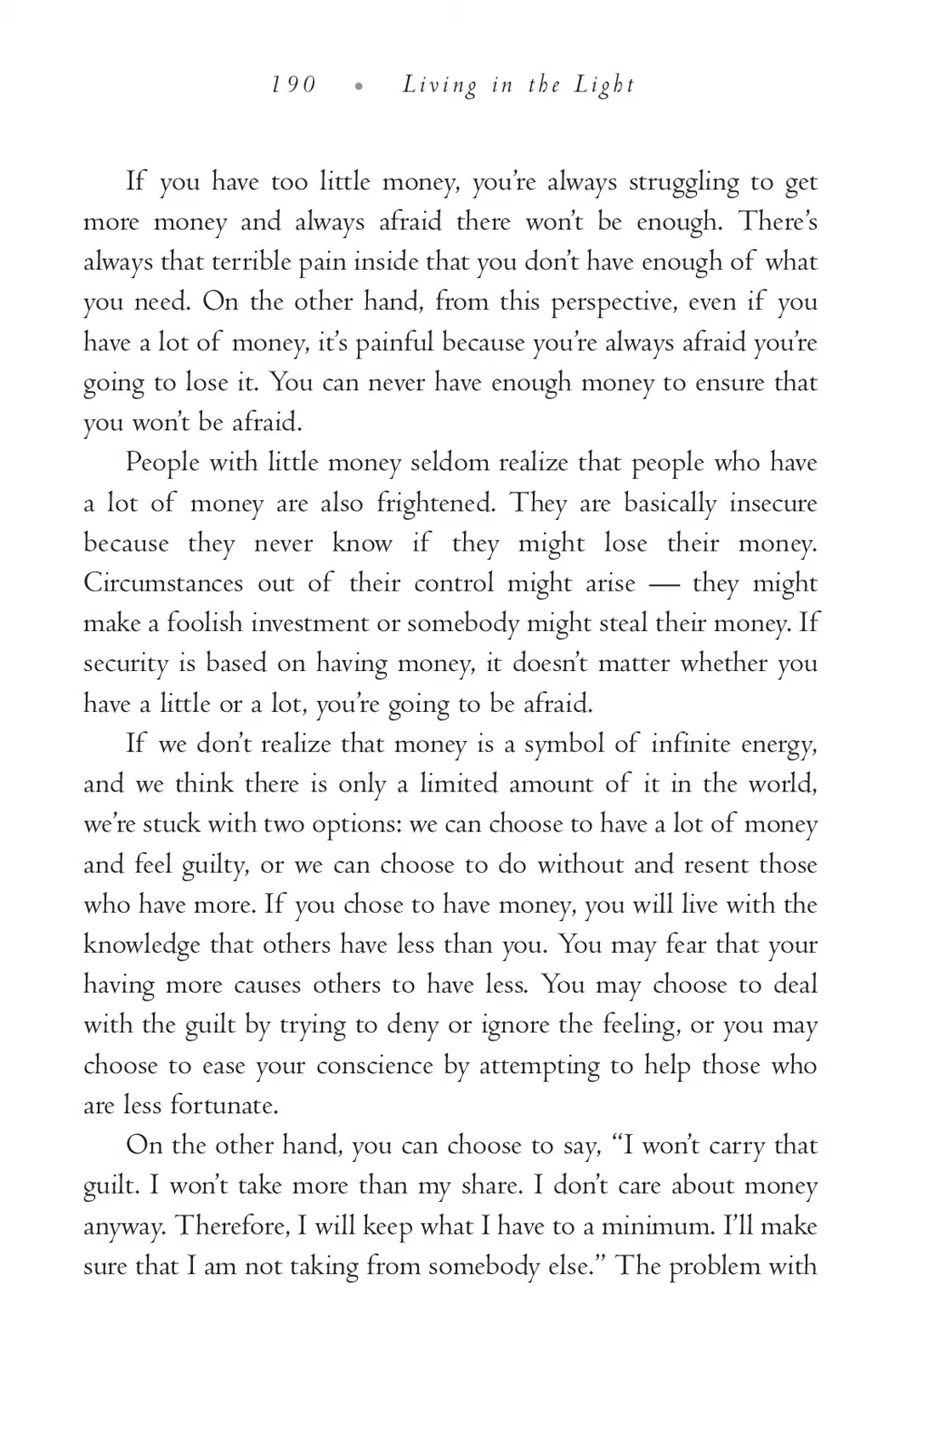 190 • Living in the Light
If you have too little money, you’re always struggling to get
more money and always afraid there won’t be enough. There’s
always that terrible pain inside that you don’t have enough of what
you need. On the other hand, from this perspective, even if you
have a lot of money, it’s painful because you’re always afraid you’re
going to lose it. You can never have enough money to ensure that
you won’t be afraid.
People with little money seldom realize that people who have
a lot of money are also frightened. They are basically insecure
because they never know if they might lose their money.
Circumstances out of their control might arise — they might
make a foolish investment or somebody might steal their money. If
security is based on having money, it doesn’t matter whether you
have a little or a lot, you’re going to be afraid.
If we don’t realize that money is a symbol of infinite energy,
and we think there is only a limited amount of it in the world,
we’re stuck with two options: we can choose to have a lot of money
and feel guilty, or we can choose to do without and resent those
who have more. If you chose to have money, you will live with the
knowledge that others have less than you. You may fear that your
having more causes others to have less. You may choose to deal
with the guilt by trying to deny or ignore the feeling, or you may
choose to ease your conscience by attempting to help those who
are less fortunate.
On the other hand, you can choose to say, “I won’t carry that
guilt. I won’t take more than my share. I don’t care about money
anyway. Therefore, I will keep what I have to a minimum. I’ll make
sure that I am not taking from somebody else.” The problem with